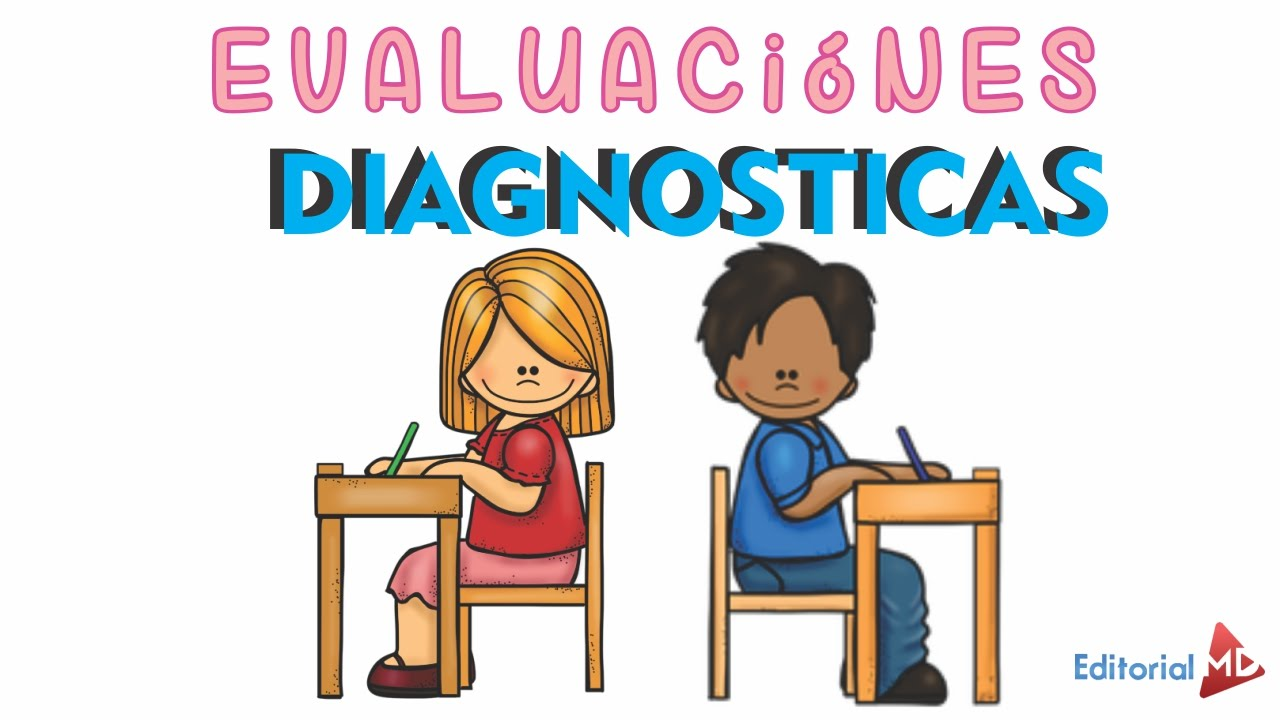 EVALUACióNES
DIAGNOSTICAS
Editorial MD